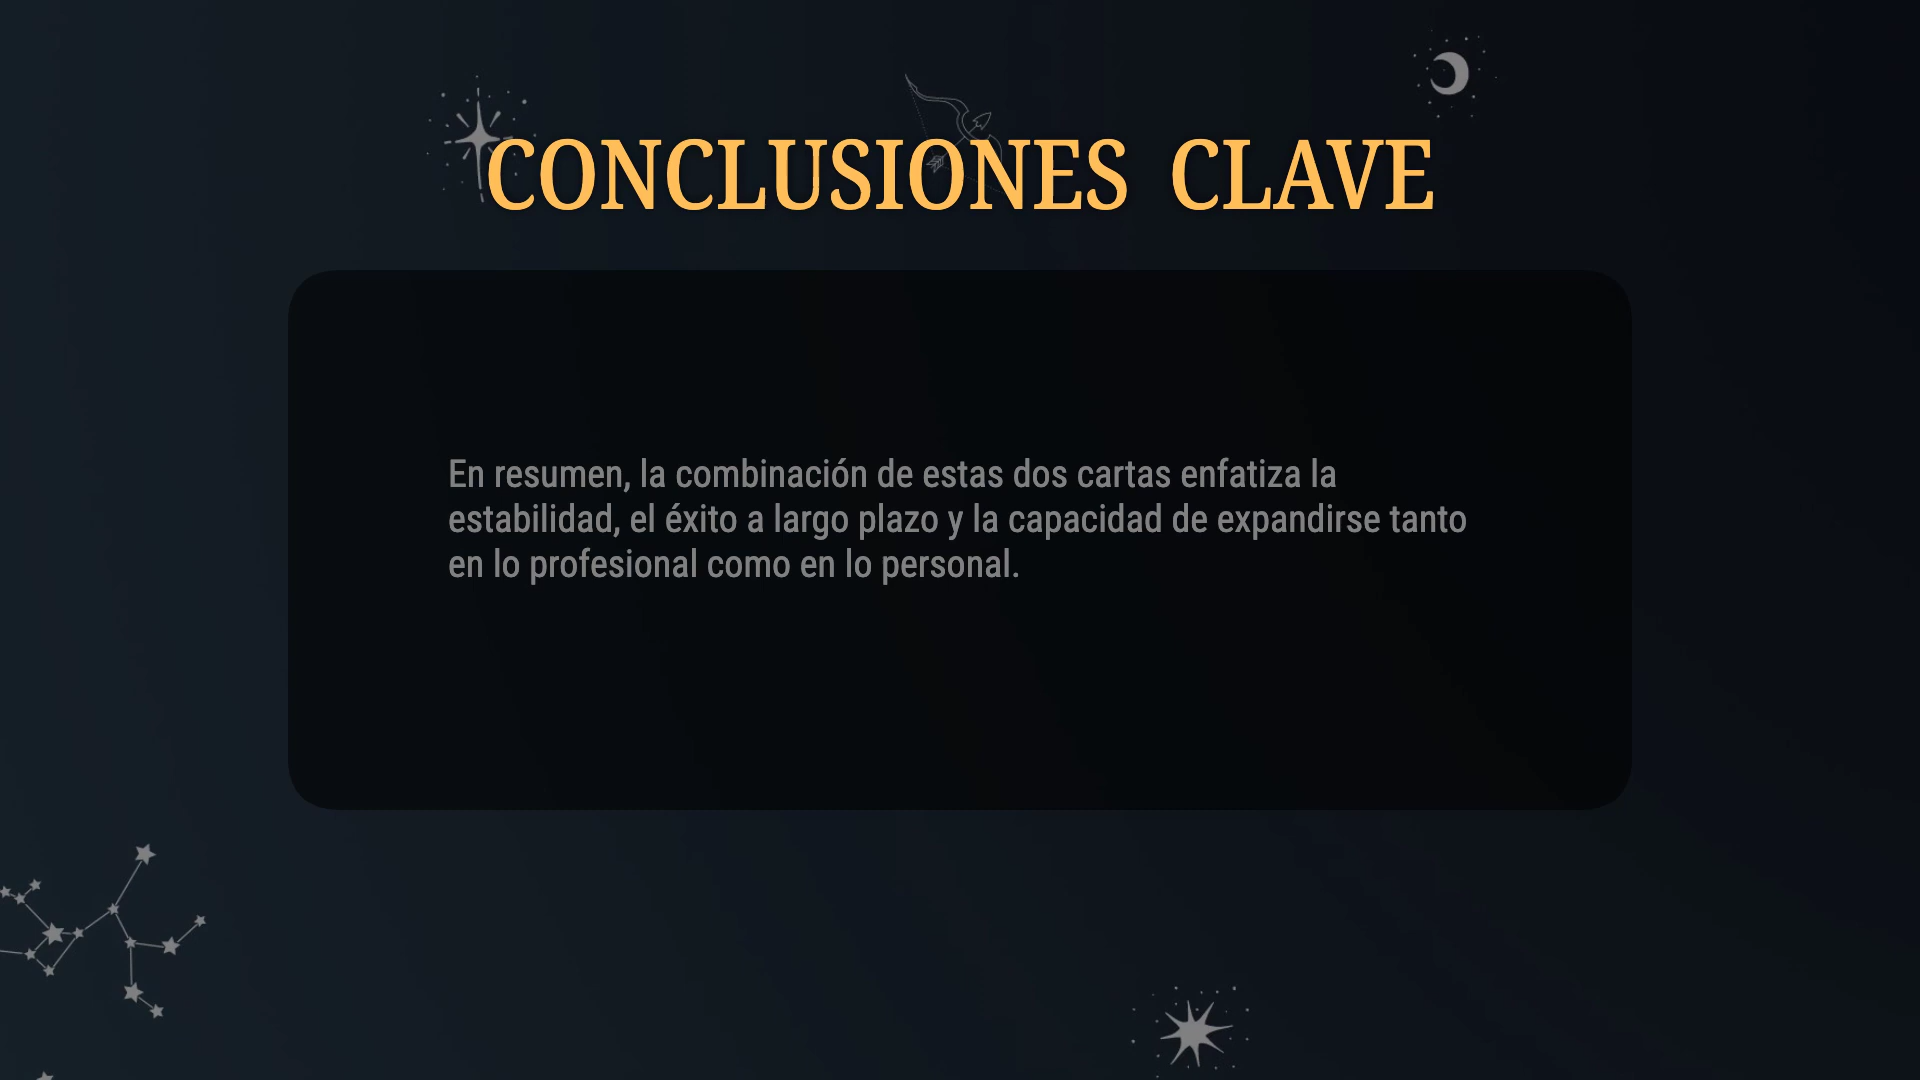 CONCLUSIONES CLAVE
En resumen, la combinación de estas dos cartas enfatiza la
estabilidad, el éxito a largo plazo y la capacidad de expandirse tanto
en lo profesional como en lo personal.